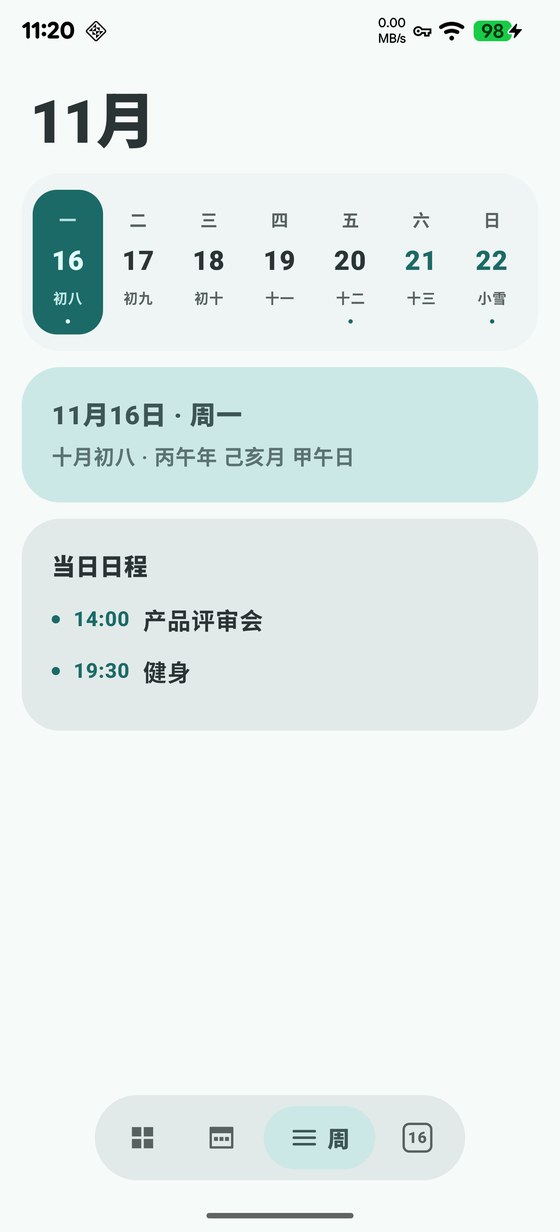 11:20
0.00
MB/s
98
11月
一 二 三 四 五 六 日
16 17 18 19 20 21 22
初八 初九 初十 十一 十二 十三 小雪
11月16日 · 周一
十月初八 · 丙午年 己亥月 甲午日
当日日程
14:00 产品评审会
19:30 健身
周
16